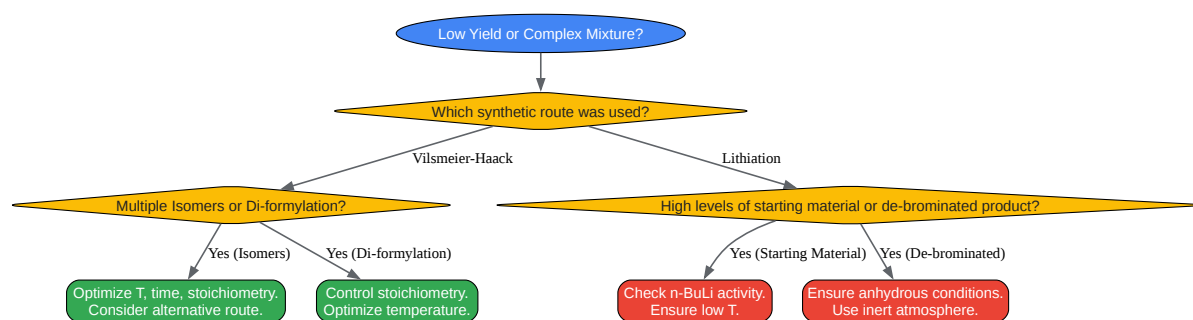 Low Yield or Complex Mixture?
Which synthetic route was used?
Vilsmeier-Haack
Lithiation
Multiple Isomers or Di-formylation?
High levels of starting material or de-brominated product?
Yes (Isomers)
Yes (Di-formylation)
Yes (Starting Material)
Yes (De-brominated)
Optimize T, time, stoichiometry.
Consider alternative route.
Control stoichiometry.
Optimize temperature.
Check n-BuLi activity.
Ensure low T.
Ensure anhydrous conditions.
Use inert atmosphere.